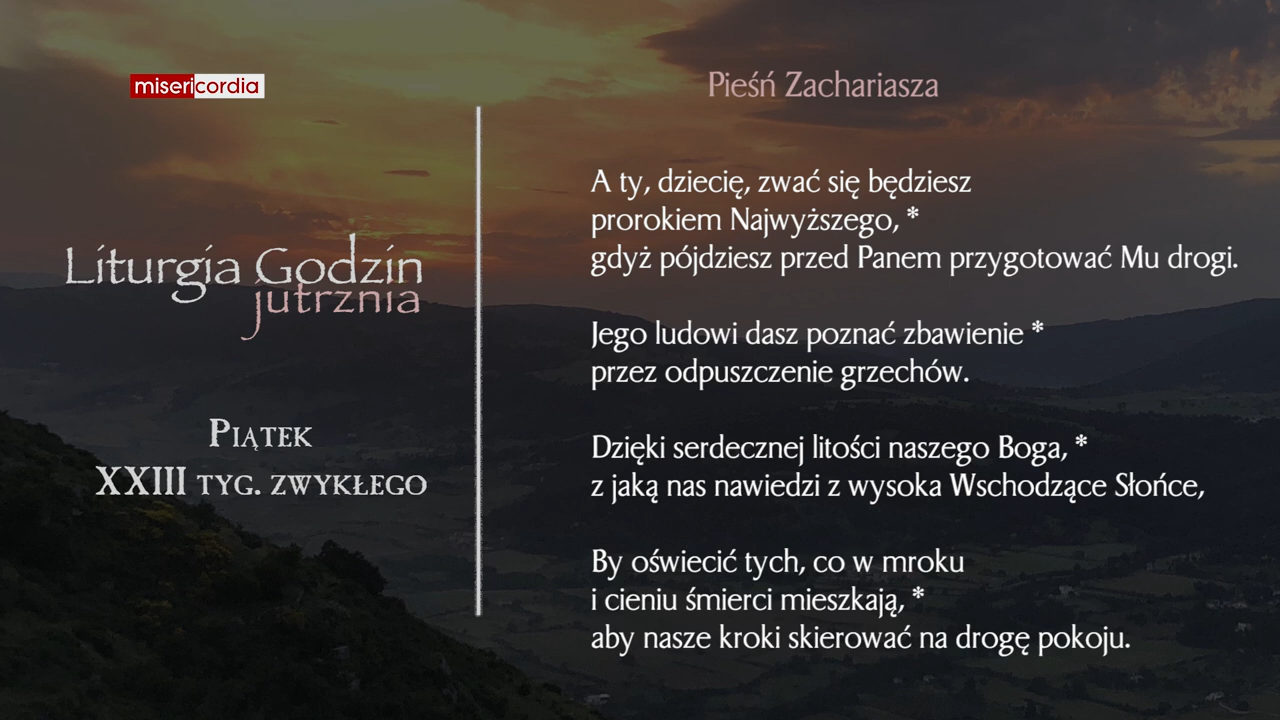 misericordia
Liturgia Godzin
jutrznia
Piątek
XXIII tyg. zwykłego
Pieśń Zachariasza
A ty, dziecię, zwać się będziesz
prorokiem Najwyższego, *
gdyż pójdziesz przed Panem przygotować Mu drogi.
Jego ludowi dasz poznać zbawienie *
przez odpuszczenie grzechów.
Dzięki serdecznej litości naszego Boga, *
z jaką nas nawiedzi z wysoka Wschodzące Słońce,
By oświecić tych, co w mroku
i cieniu śmierci mieszkają, *
aby nasze kroki skierować na drogę pokoju.